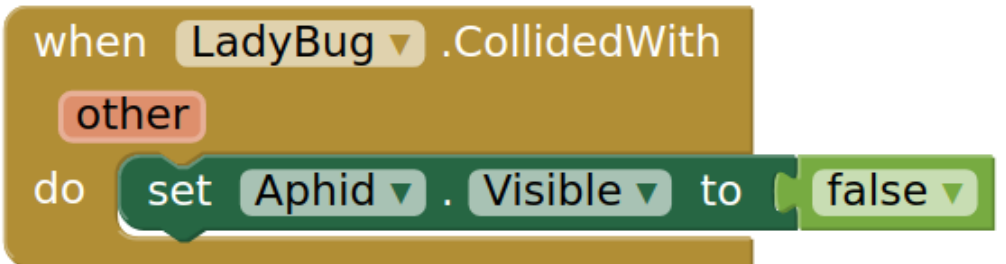 when LadyBug ▼ .CollidedWith
other
do set Aphid ▼ . Visible ▼ to false ▼